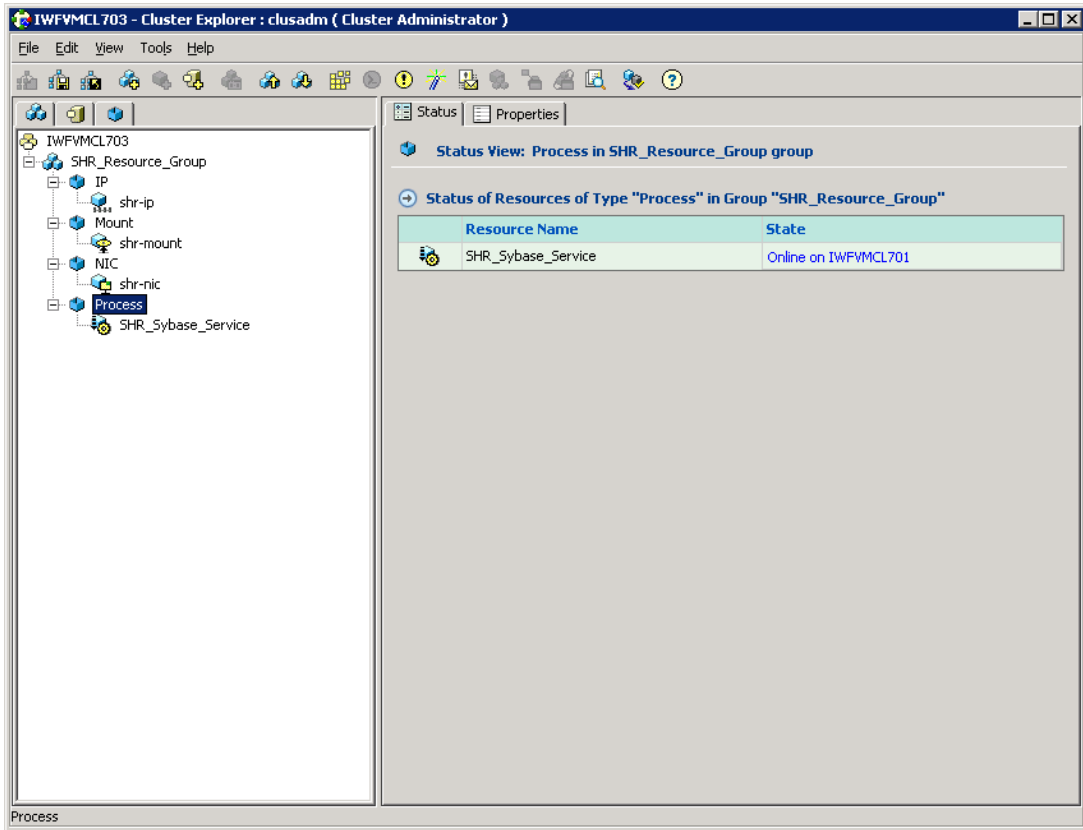 IWFVMCL703 - Cluster Explorer : clusadm ( Cluster Administrator )
File Edit View Tools Help
Status Properties
IWFVMCL703
SHR_Resource_Group
IP
shr-ip
Mount
shr-mount
NIC
shr-nic
Process
SHR_Sybase_Service
Status View: Process in SHR_Resource_Group group
Status of Resources of Type "Process" in Group "SHR_Resource_Group"
Resource Name State
SHR_Sybase_Service Online on IWFVMCL701
Process